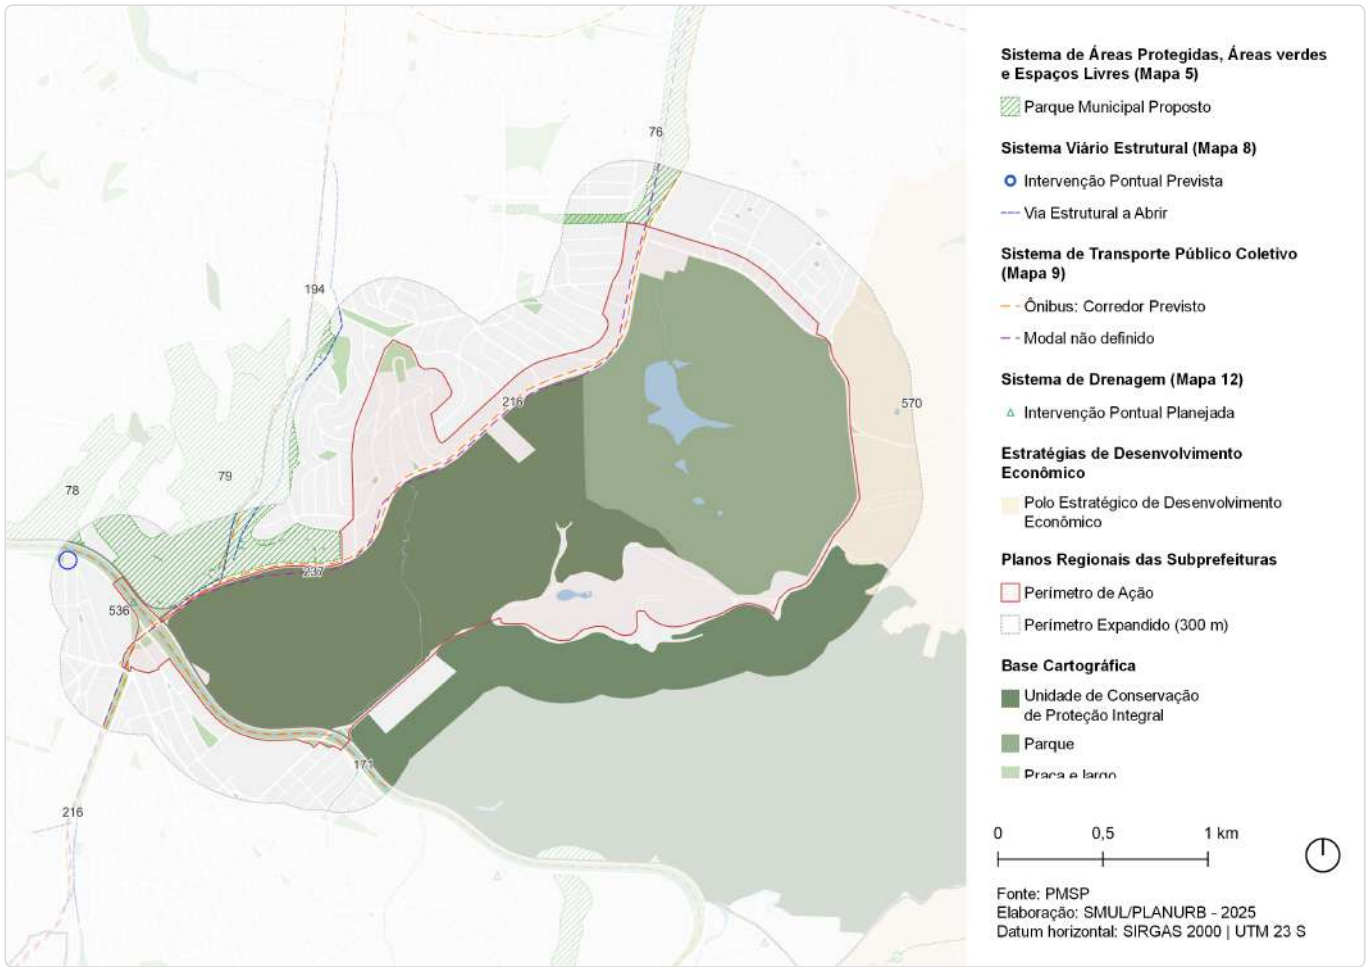 Sistema de Áreas Protegidas, Áreas verdes
e Espaços Livres (Mapa 5)
Parque Municipal Proposto
Sistema Viário Estrutural (Mapa 8)
Intervenção Pontual Prevista
Via Estrutural a Abrir
Sistema de Transporte Público Coletivo
(Mapa 9)
Ônibus: Corredor Previsto
Modal não definido
Sistema de Drenagem (Mapa 12)
Intervenção Pontual Planejada
Estratégias de Desenvolvimento
Econômico
Polo Estratégico de Desenvolvimento
Econômico
Planos Regionais das Subprefeituras
Perímetro de Ação
Perímetro Expandido (300 m)
Base Cartográfica
Unidade de Conservação
de Proteção Integral
Parque
Praça e largo
0 0,5 1 km
Fonte: PMSP
Elaboração: SMUL/PLANURB - 2025
Datum horizontal: SIRGAS 2000 | UTM 23 S
76
194
216
570
79
78
237
536
171
216